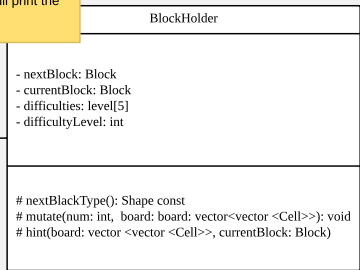 ll print the
BlockHolder
- nextBlock: Block
- currentBlock: Block
- difficulties: level[5]
- difficultyLevel: int
# nextBlackType(): Shape const
# mutate(num: int,  board: board: vector<vector <Cell>>): void
# hint(board: vector <vector <Cell>>, currentBlock: Block)